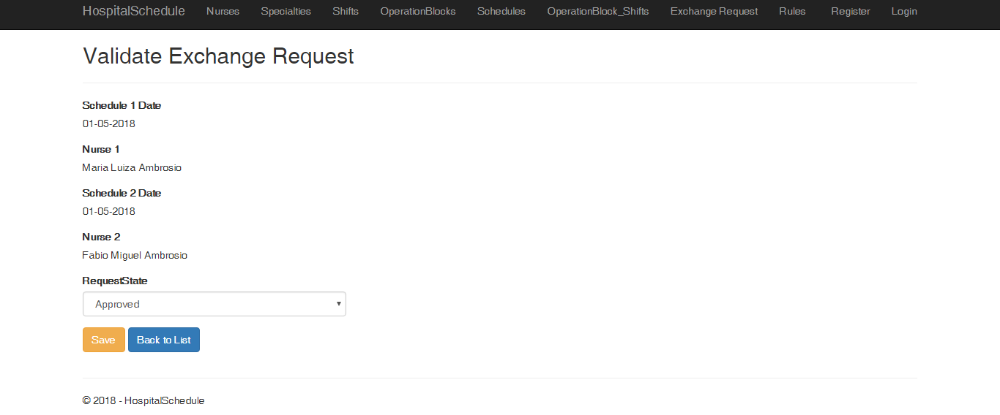 HospitalSchedule Nurses Specialties Shifts OperationBlocks Schedules OperationBlock_Shifts Exchange Request Rules Register Login
Validate Exchange Request
Schedule 1 Date
01-05-2018
Nurse 1
Maria Luiza Ambrosio
Schedule 2 Date
01-05-2018
Nurse 2
Fabio Miguel Ambrosio
RequestState
Approved
Save Back to List
© 2018 - HospitalSchedule